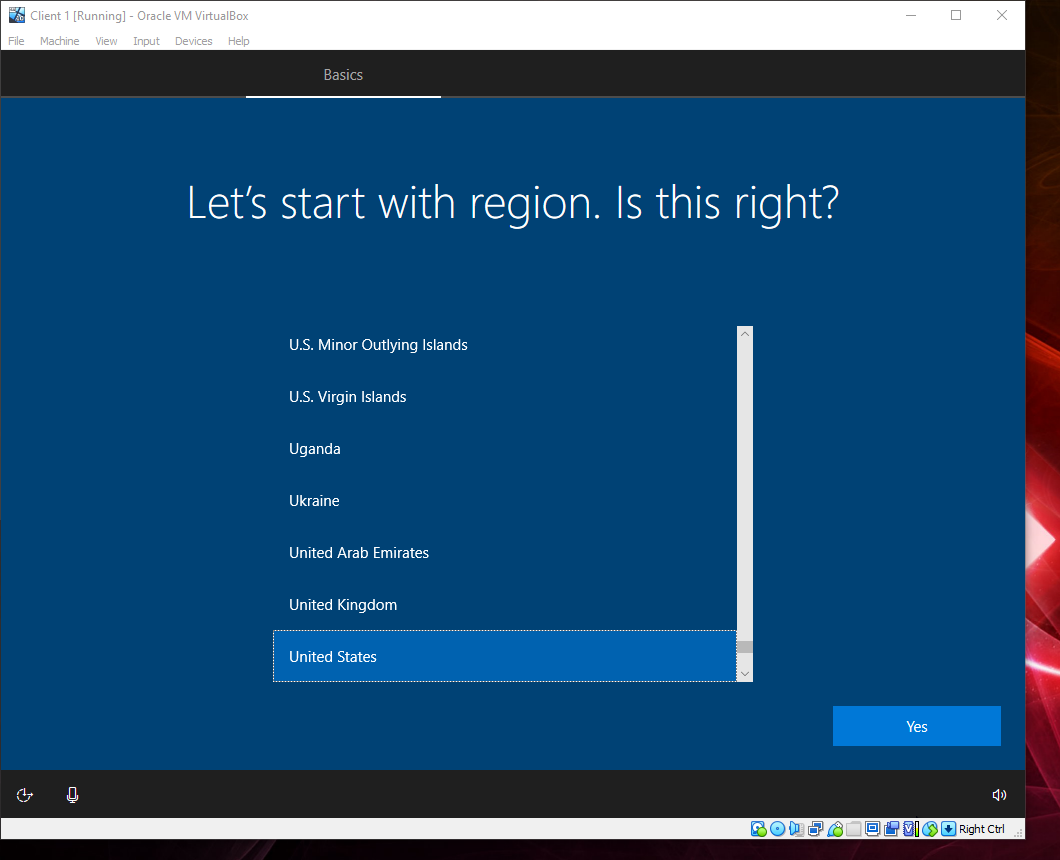 Client 1 [Running] - Oracle VM VirtualBox
File Machine View Input Devices Help
Basics
Let's start with region. Is this right?
U.S. Minor Outlying Islands
U.S. Virgin Islands
Uganda
Ukraine
United Arab Emirates
United Kingdom
United States
Yes
Right Ctrl